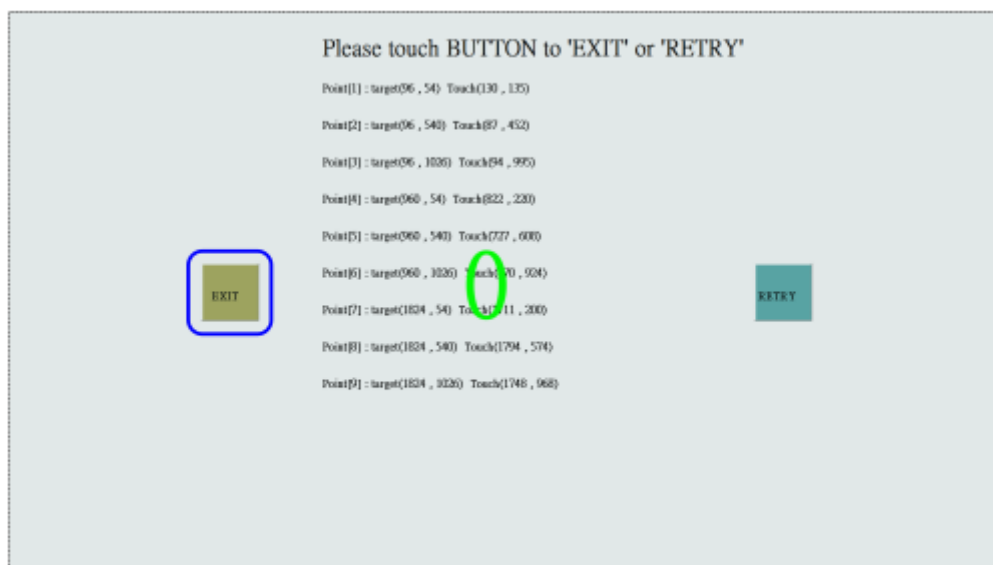 Please touch BUTTON to 'EXIT' or 'RETRY'
Point[1] : target(96 , 54) Touch(130 , 135)
Point[2] : target(96 , 540) Touch(87 , 452)
Point[3] : target(96 , 1026) Touch(94 , 995)
Point[4] : target(960 , 54) Touch(822 , 220)
Point[5] : target(960 , 540) Touch(727 , 608)
Point[6] : target(960 , 1026) , 924)
0
EXIT
RETRY
Point[7] : target(1824 , 54) , 200)
Point[8] : target(1824 , 540) Touch(1794 , 574)
Point[9] : target(1824 , 1026) Touch(1748 , 968)